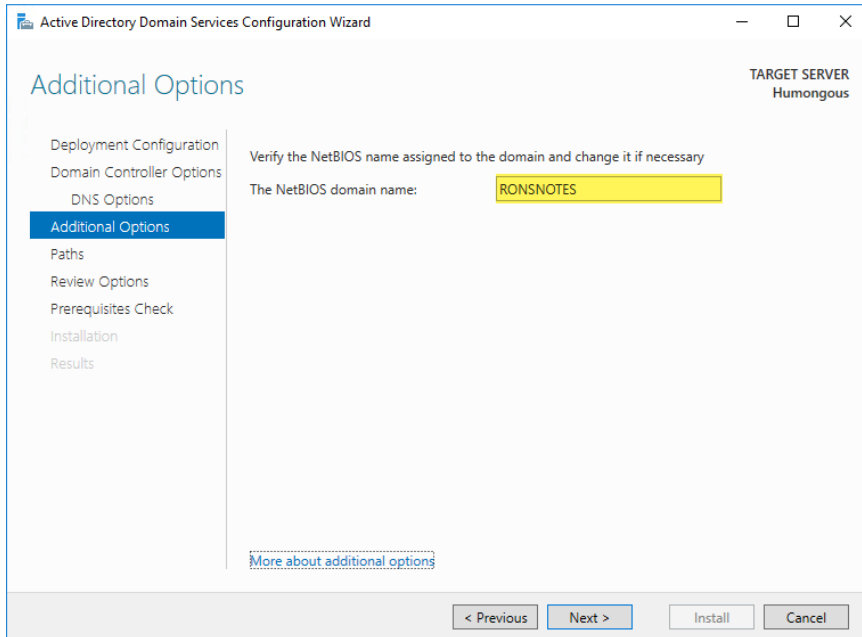 Active Directory Domain Services Configuration Wizard
Additional Options
TARGET SERVER
Humongous
Deployment Configuration
Domain Controller Options
DNS Options
Additional Options
Paths
Review Options
Prerequisites Check
Installation
Results
Verify the NetBIOS name assigned to the domain and change it if necessary
The NetBIOS domain name: RONSNOTES
More about additional options
< Previous Next > Install Cancel